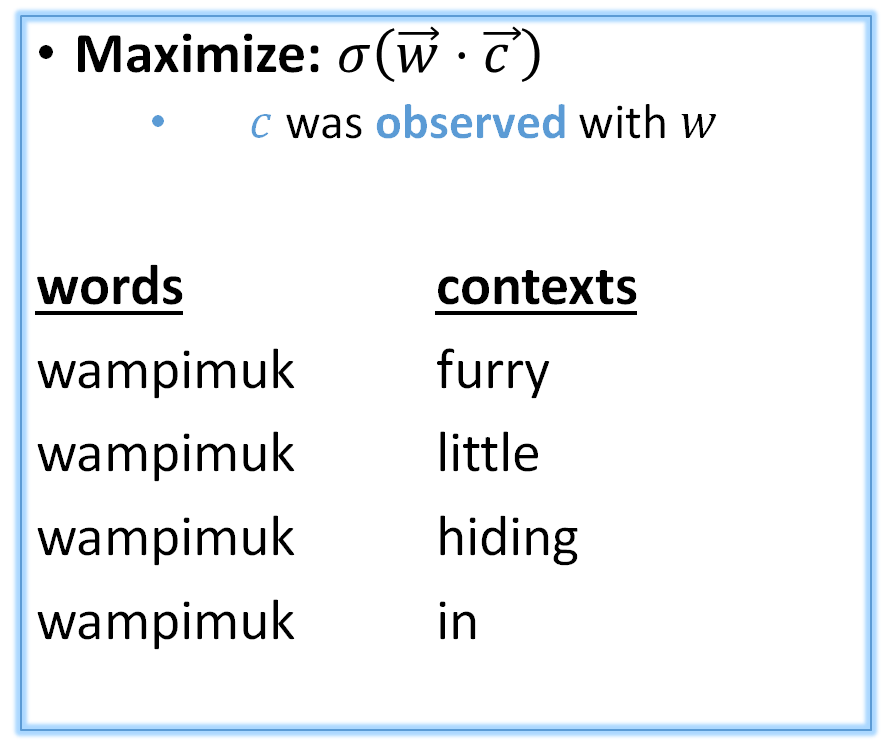 • Maximize: σ(w⃗ · c⃗)
• c was observed with w
words contexts
wampimuk furry
wampimuk little
wampimuk hiding
wampimuk in